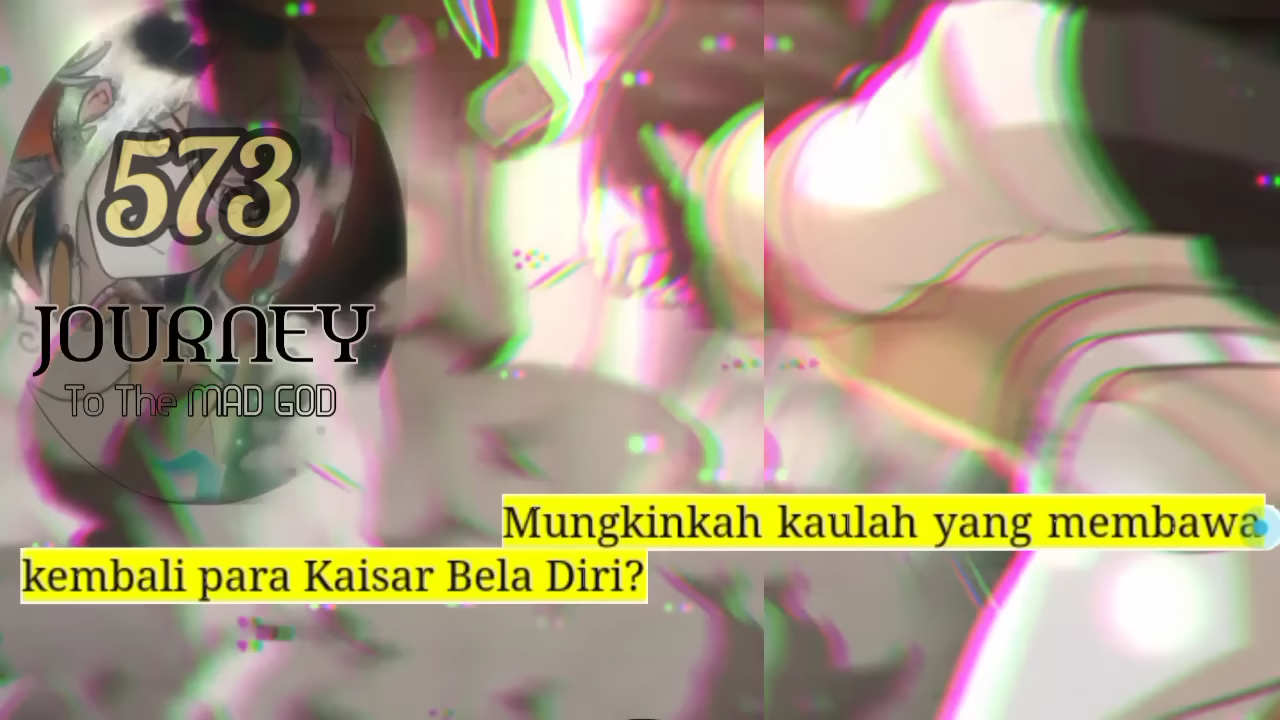 573
JOURNEY
To The MAD GOD
Mungkinkah kaulah yang membawa
kembali para Kaisar Bela Diri?